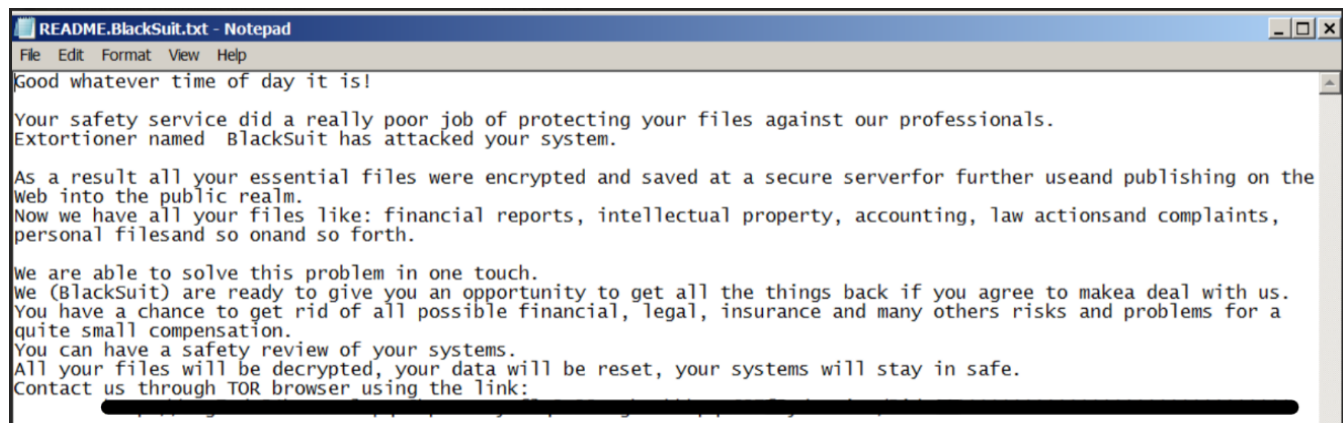 README.BlackSuit.txt - Notepad
File Edit Format View Help
Good whatever time of day it is!
Your safety service did a really poor job of protecting your files against our professionals.
Extortioner named  BlackSuit has attacked your system.
As a result all your essential files were encrypted and saved at a secure serverfor further useand publishing on the
Web into the public realm.
Now we have all your files like: financial reports, intellectual property, accounting, law actionsand complaints,
personal filesand so onand so forth.
We are able to solve this problem in one touch.
We (BlackSuit) are ready to give you an opportunity to get all the things back if you agree to makea deal with us.
You have a chance to get rid of all possible financial, legal, insurance and many others risks and problems for a
quite small compensation.
You can have a safety review of your systems.
All your files will be decrypted, your data will be reset, your systems will stay in safe.
Contact us through TOR browser using the link: